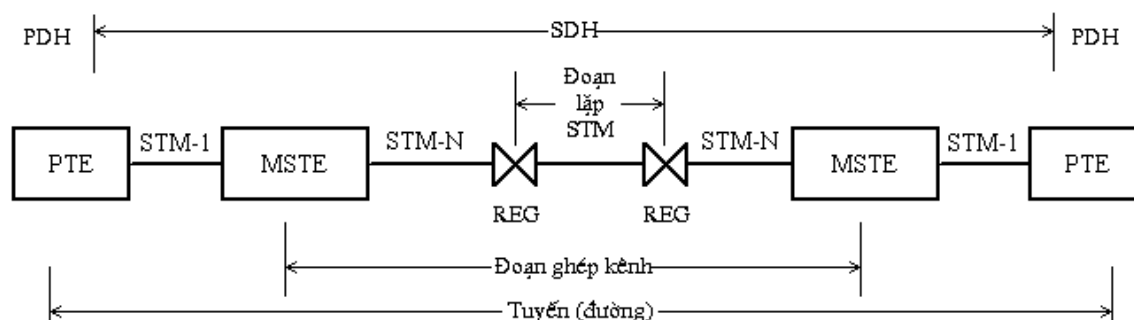 PDH
SDH
PDH
Đoạn
lặp
STM
PTE
STM-1
MSTE
STM-N
REG
REG
STM-N
MSTE
STM-1
PTE
Đoạn ghép kênh
Tuyến (đường)